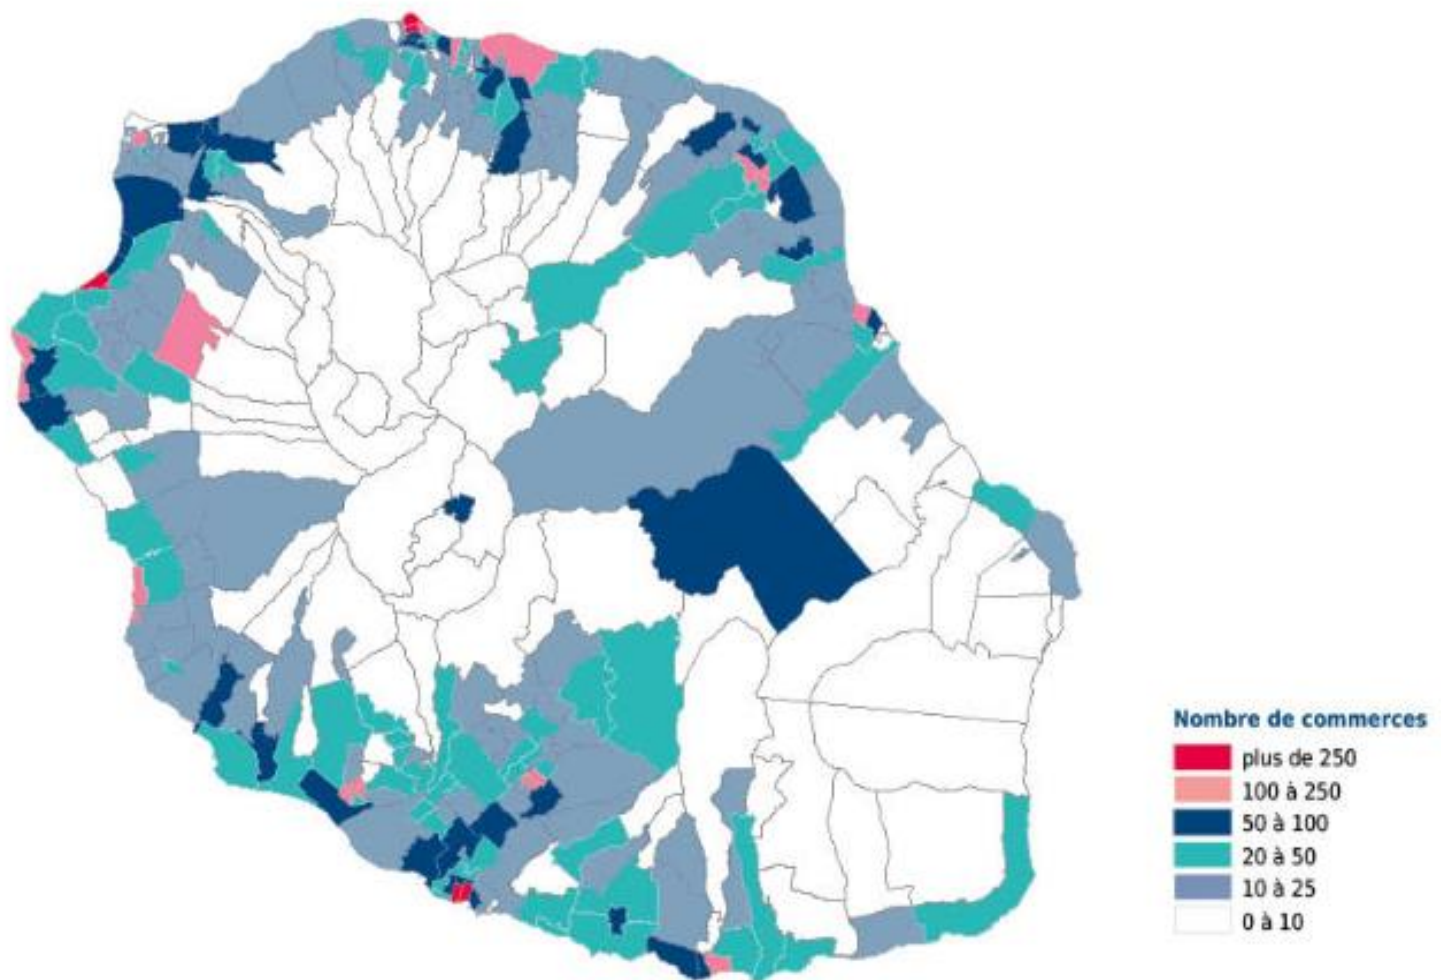 Nombre de commerces
plus de 250
100 à 250
50 à 100
20 à 50
10 à 25
0 à 10